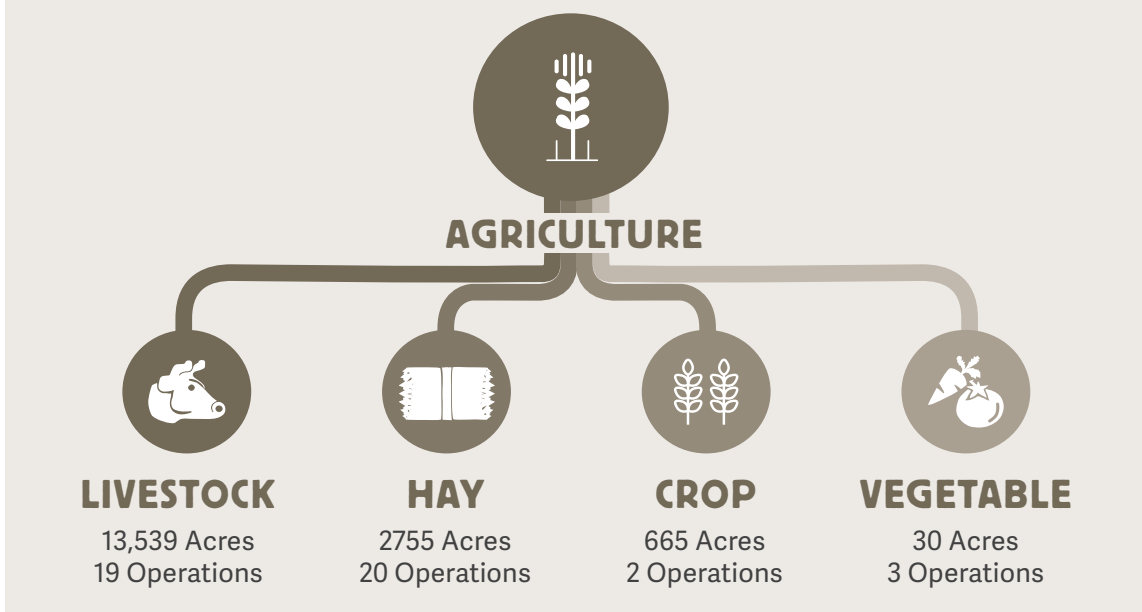 AGRICULTURE
LIVESTOCK
13,539 Acres
19 Operations
HAY
2755 Acres
20 Operations
CROP
665 Acres
2 Operations
VEGETABLE
30 Acres
3 Operations